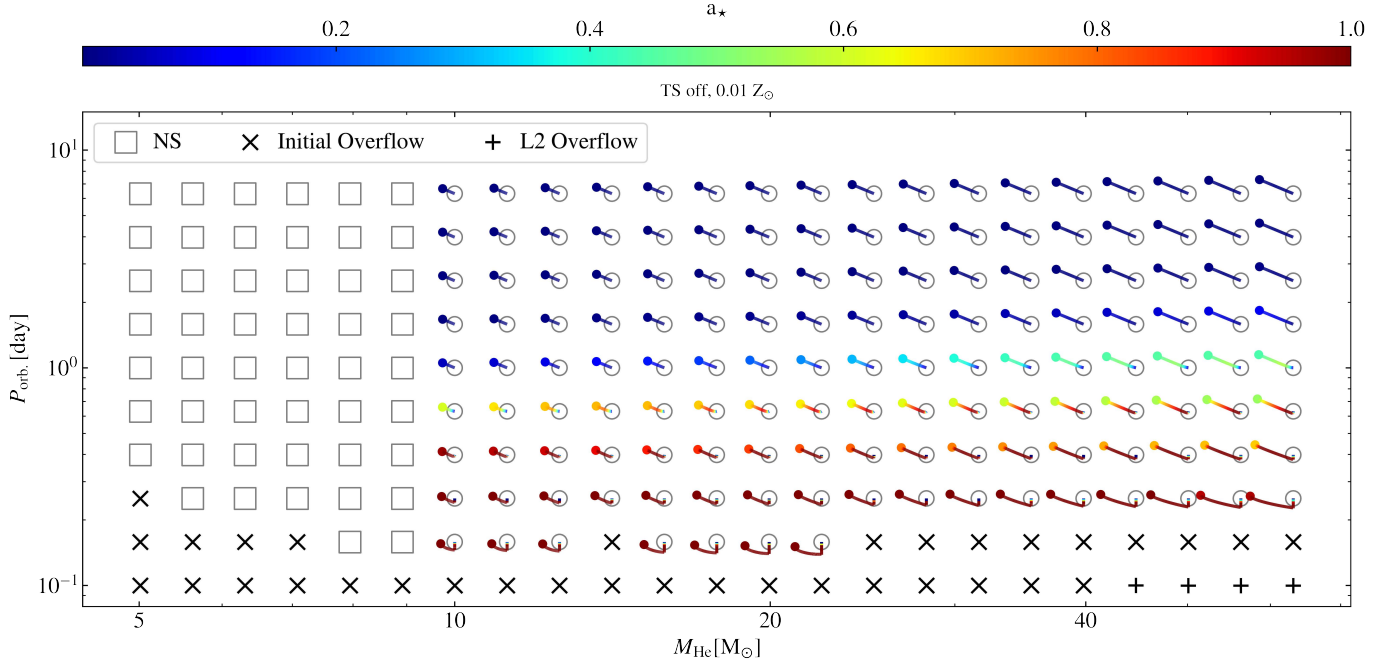 a⋆
0.2 0.4 0.6 0.8 1.0
TS off, 0.01 Z⊙
NS Initial Overflow L2 Overflow
10¹
10⁰
10⁻¹
P_orb. [day]
5 10 20 40
M_He[M⊙]